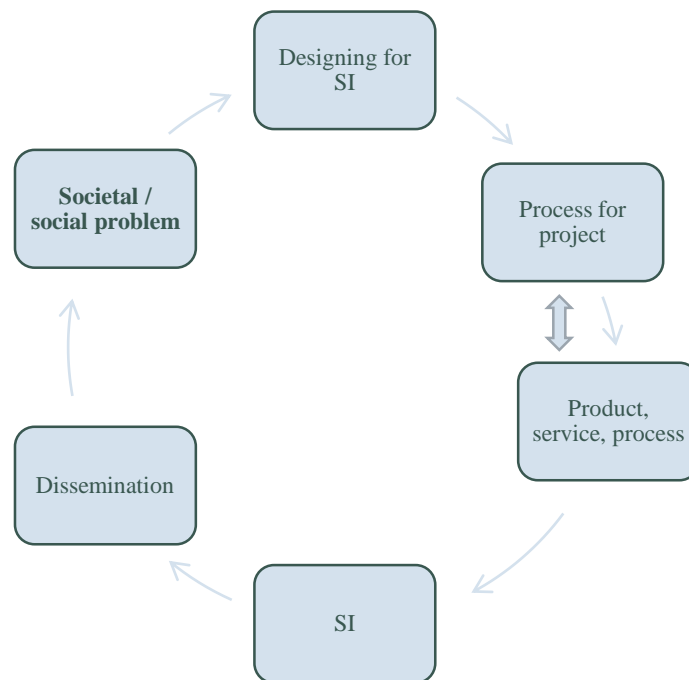 Designing for
SI
Societal /
social problem
Process for
project
Product,
service, process
Dissemination
SI